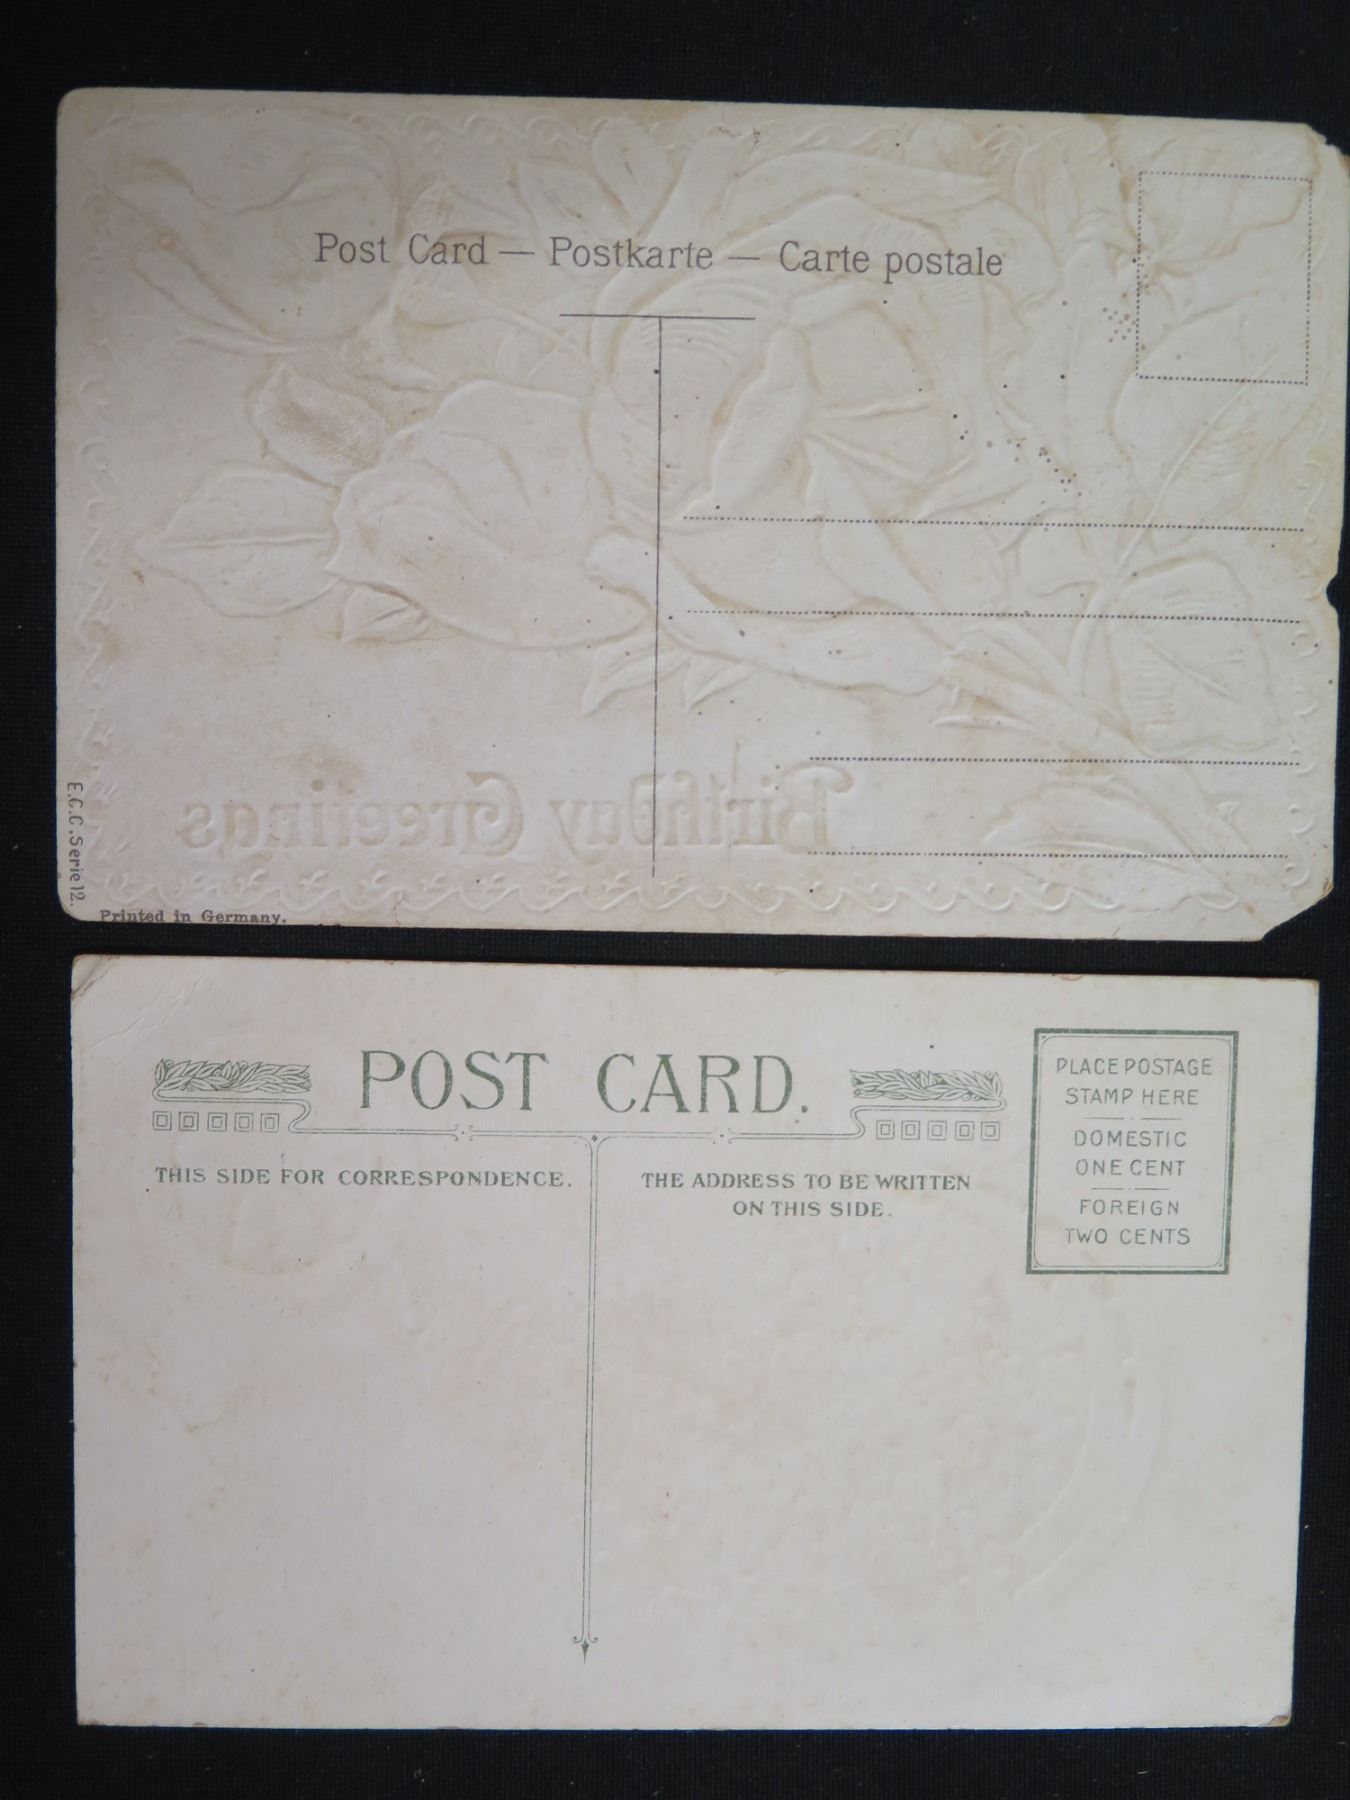 Post Card — Postkarte — Carte postale
Birthday Greetings
E.C.C. Serie 12.
Printed in Germany.
POST CARD.
THIS SIDE FOR CORRESPONDENCE.
THE ADDRESS TO BE WRITTEN
ON THIS SIDE.
PLACE POSTAGE
STAMP HERE
DOMESTIC
ONE CENT
FOREIGN
TWO CENTS